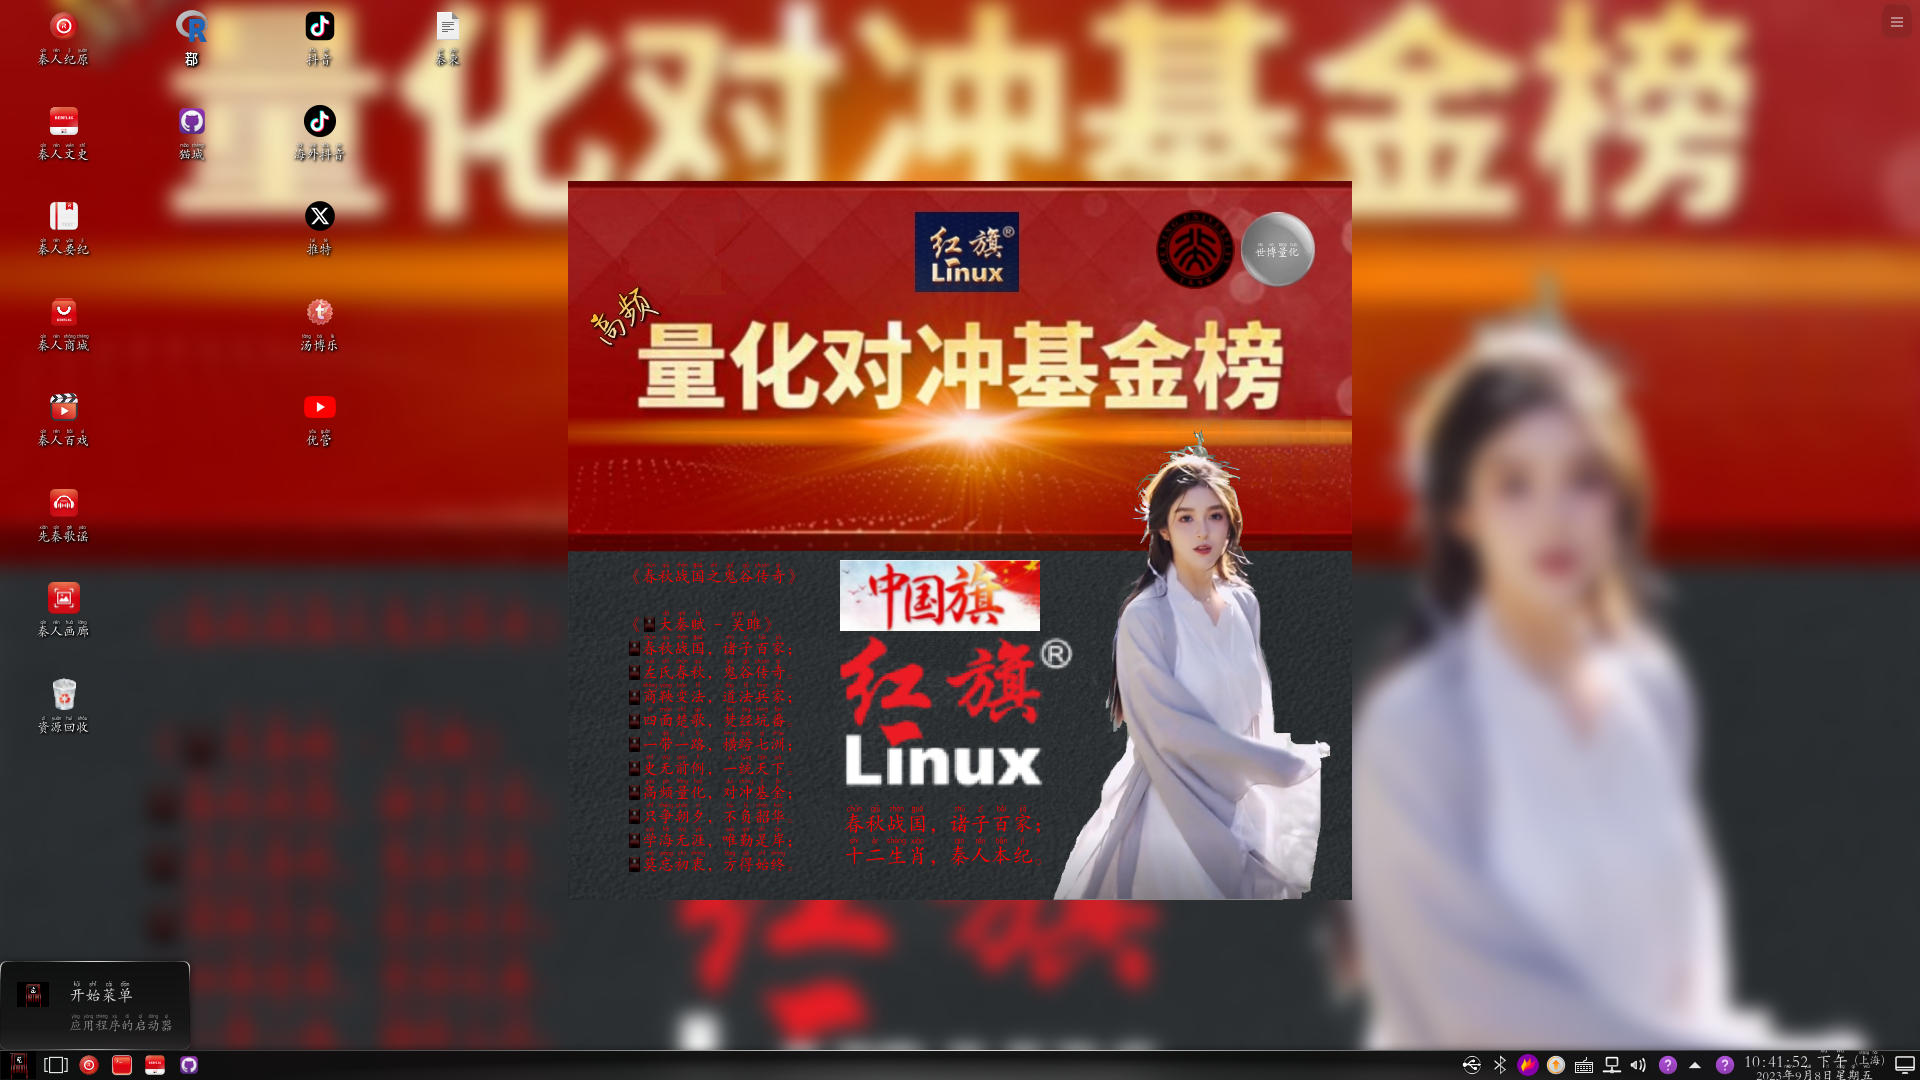 秦人纪原
郡
抖音
春東
秦人文史
猫城
海外抖音
秦人要纪
推特
秦人商城
汤博乐
秦人百戏
优管
先秦歌谣
秦人画廊
资源回收
红旗®
Linux
世博量化
高频
量化对冲基金榜
《春秋战国之鬼谷传奇》
《大秦赋 - 关雎》
春秋战国，诸子百家；
左氏春秋，鬼谷传奇。
商鞅变法，道法兵家；
四面楚歌，焚经坑番。
一带一路，横跨七洲；
史无前例，一统天下。
高频量化，对冲基金；
只争朝夕，不负韶华。
学海无涯，唯勤是岸；
莫忘初衷，方得始终。
中国旗
红旗®
Linux
春秋战国，诸子百家；
十二生肖，秦人本纪。
开始菜单
应用程序的启动器
10:41:52 下午 (上海)
2023年9月8日星期五